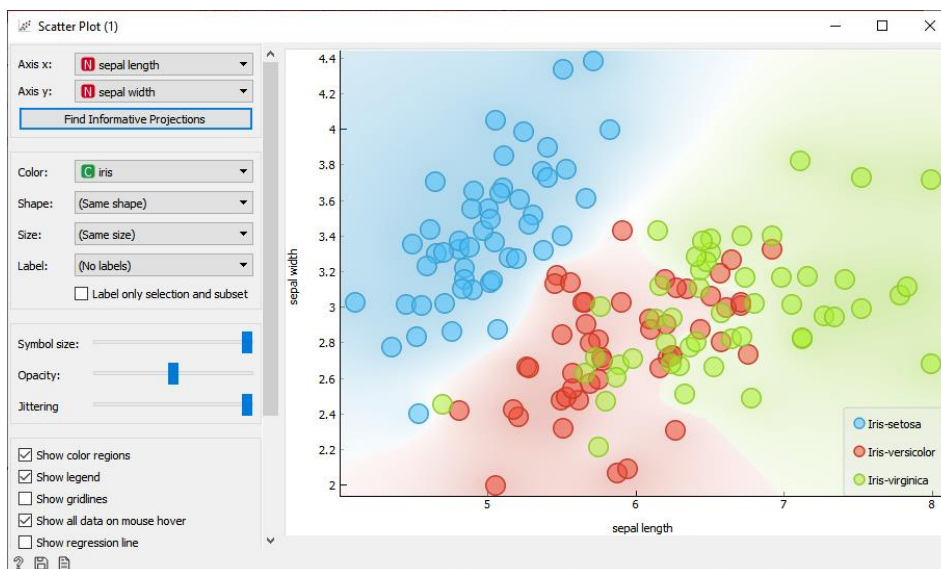 Scatter Plot (1)
Axis x: N sepal length
Axis y: N sepal width
Find Informative Projections
Color: C iris
Shape: (Same shape)
Size: (Same size)
Label: (No labels)
Label only selection and subset
Symbol size:
Opacity:
Jittering
Show color regions
Show legend
Show gridlines
Show all data on mouse hover
Show regression line
?
sepal width
4.4
4.2
4
3.8
3.6
3.4
3.2
3
2.8
2.6
2.4
2.2
2
5 6 7 8
sepal length
Iris-setosa
Iris-versicolor
Iris-virginica